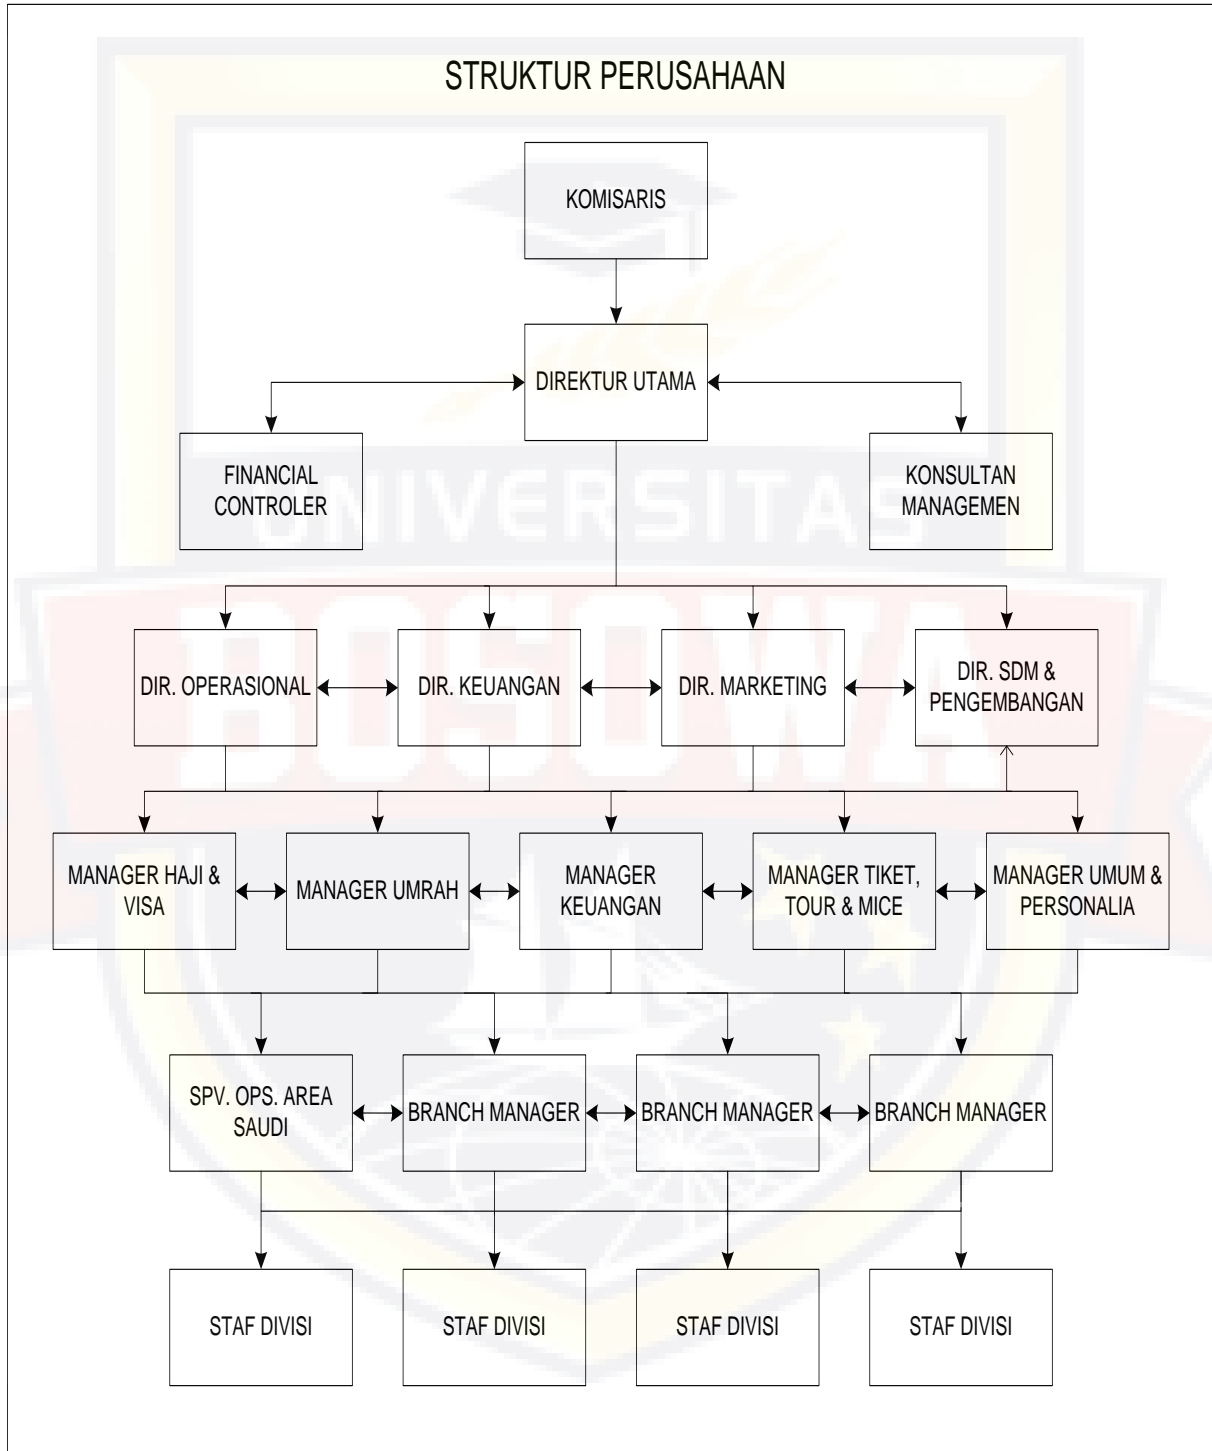 STRUKTUR PERUSAHAAN
KOMISARIS
DIREKTUR UTAMA
FINANCIAL
CONTROLER
KONSULTAN
MANAGEMEN
UNIVERSITAS
BOSOWA
DIR. OPERASIONAL
DIR. KEUANGAN
DIR. MARKETING
DIR. SDM &
PENGEMBANGAN
MANAGER HAJI &
VISA
MANAGER UMRAH
MANAGER
KEUANGAN
MANAGER TIKET,
TOUR & MICE
MANAGER UMUM &
PERSONALIA
SPV. OPS. AREA
SAUDI
BRANCH MANAGER
BRANCH MANAGER
BRANCH MANAGER
STAF DIVISI
STAF DIVISI
STAF DIVISI
STAF DIVISI